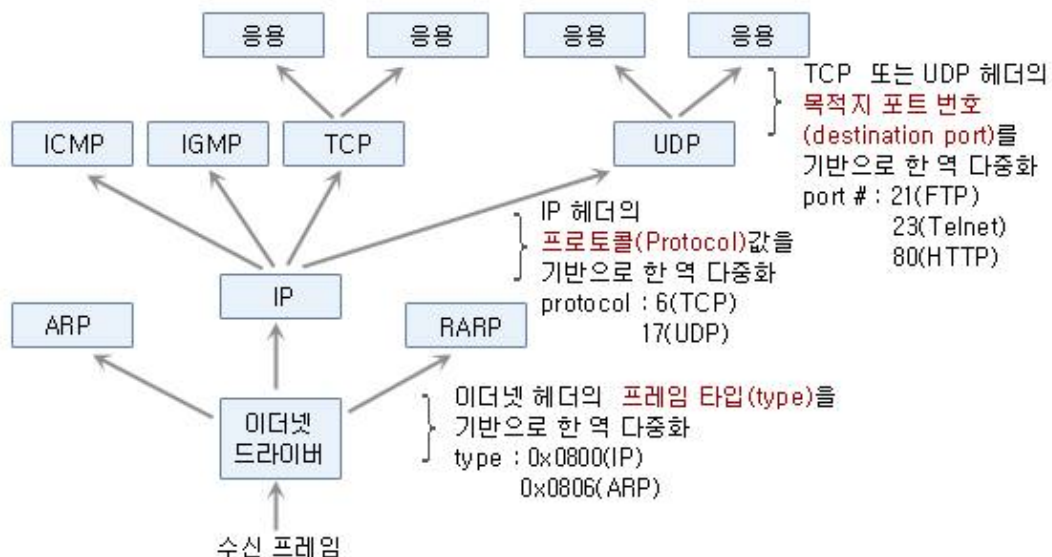 응용 응용 응용 응용
TCP 또는 UDP 헤더의
목적지 포트 번호
(destination port)를
기반으로 한 역 다중화
port # : 21(FTP)
23(Telnet)
80(HTTP)
ICMP IGMP TCP UDP
IP 헤더의
프로토콜(Protocol)값을
기반으로 한 역 다중화
protocol : 6(TCP)
17(UDP)
IP
ARP RARP
이더넷 헤더의 프레임 타입(type)을
기반으로 한 역 다중화
type : 0x0800(IP)
0x0806(ARP)
이더넷
드라이버
수신 프레임